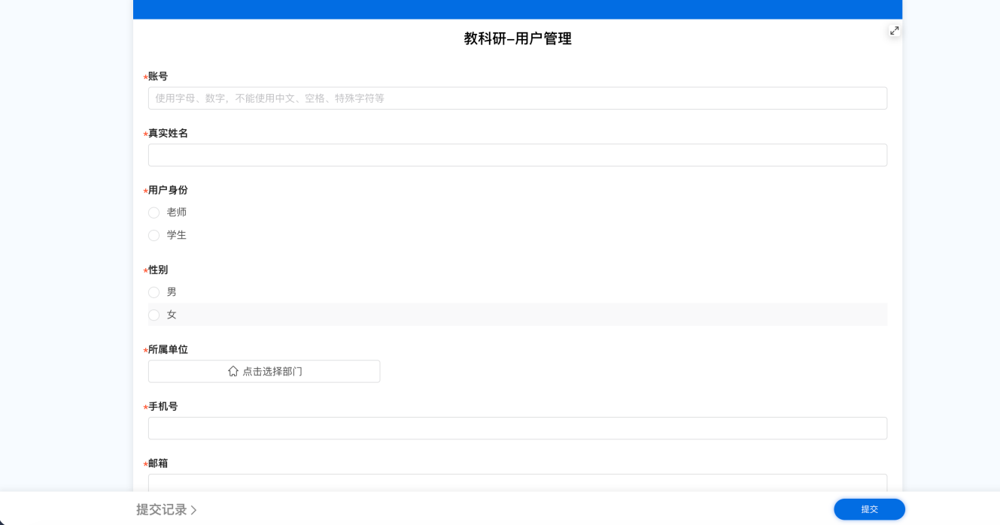 教科研–用户管理
*账号
使用字母、数字，不能使用中文、空格、特殊字符等
*真实姓名
*用户身份
老师
学生
*性别
男
女
*所属单位
点击选择部门
*手机号
*邮箱
提交记录
提交